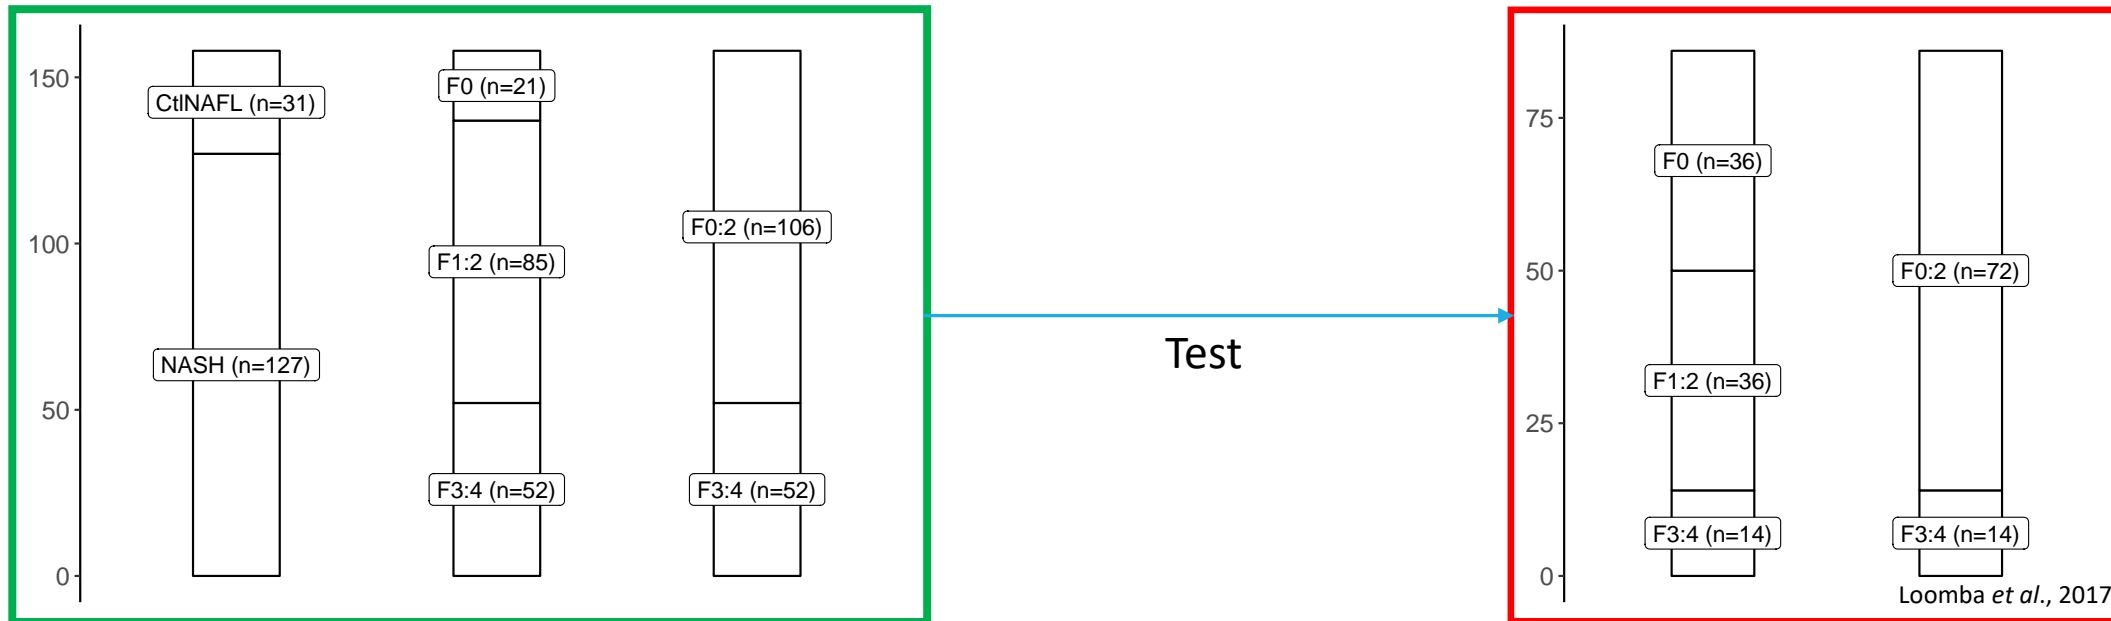 150
100
50
0
CtlNAFL (n=31)
NASH (n=127)
F0 (n=21)
F1:2 (n=85)
F3:4 (n=52)
F0:2 (n=106)
F3:4 (n=52)
Test
75
50
25
0
F0 (n=36)
F1:2 (n=36)
F3:4 (n=14)
F0:2 (n=72)
F3:4 (n=14)
Loomba et al., 2017